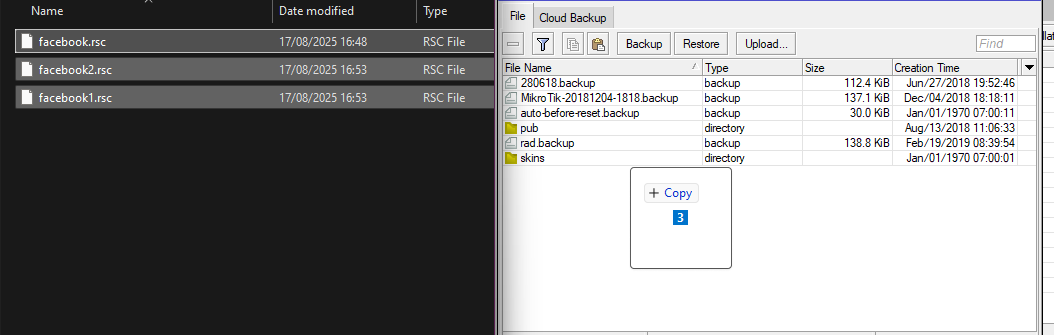 Name Date modified Type
facebook.rsc 17/08/2025 16:48 RSC File
facebook2.rsc 17/08/2025 16:53 RSC File
facebook1.rsc 17/08/2025 16:53 RSC File
File Cloud Backup
Backup Restore Upload... Find
File Name Type Size Creation Time
280618.backup backup 112.4 KiB Jun/27/2018 19:52:46
MikroTik-20181204-1818.backup backup 137.1 KiB Dec/04/2018 18:18:11
auto-before-reset.backup backup 30.0 KiB Jan/01/1970 07:00:11
pub directory Aug/13/2018 11:06:33
rad.backup backup 138.8 KiB Feb/19/2019 08:39:54
skins directory Jan/01/1970 07:00:01
+ Copy
3